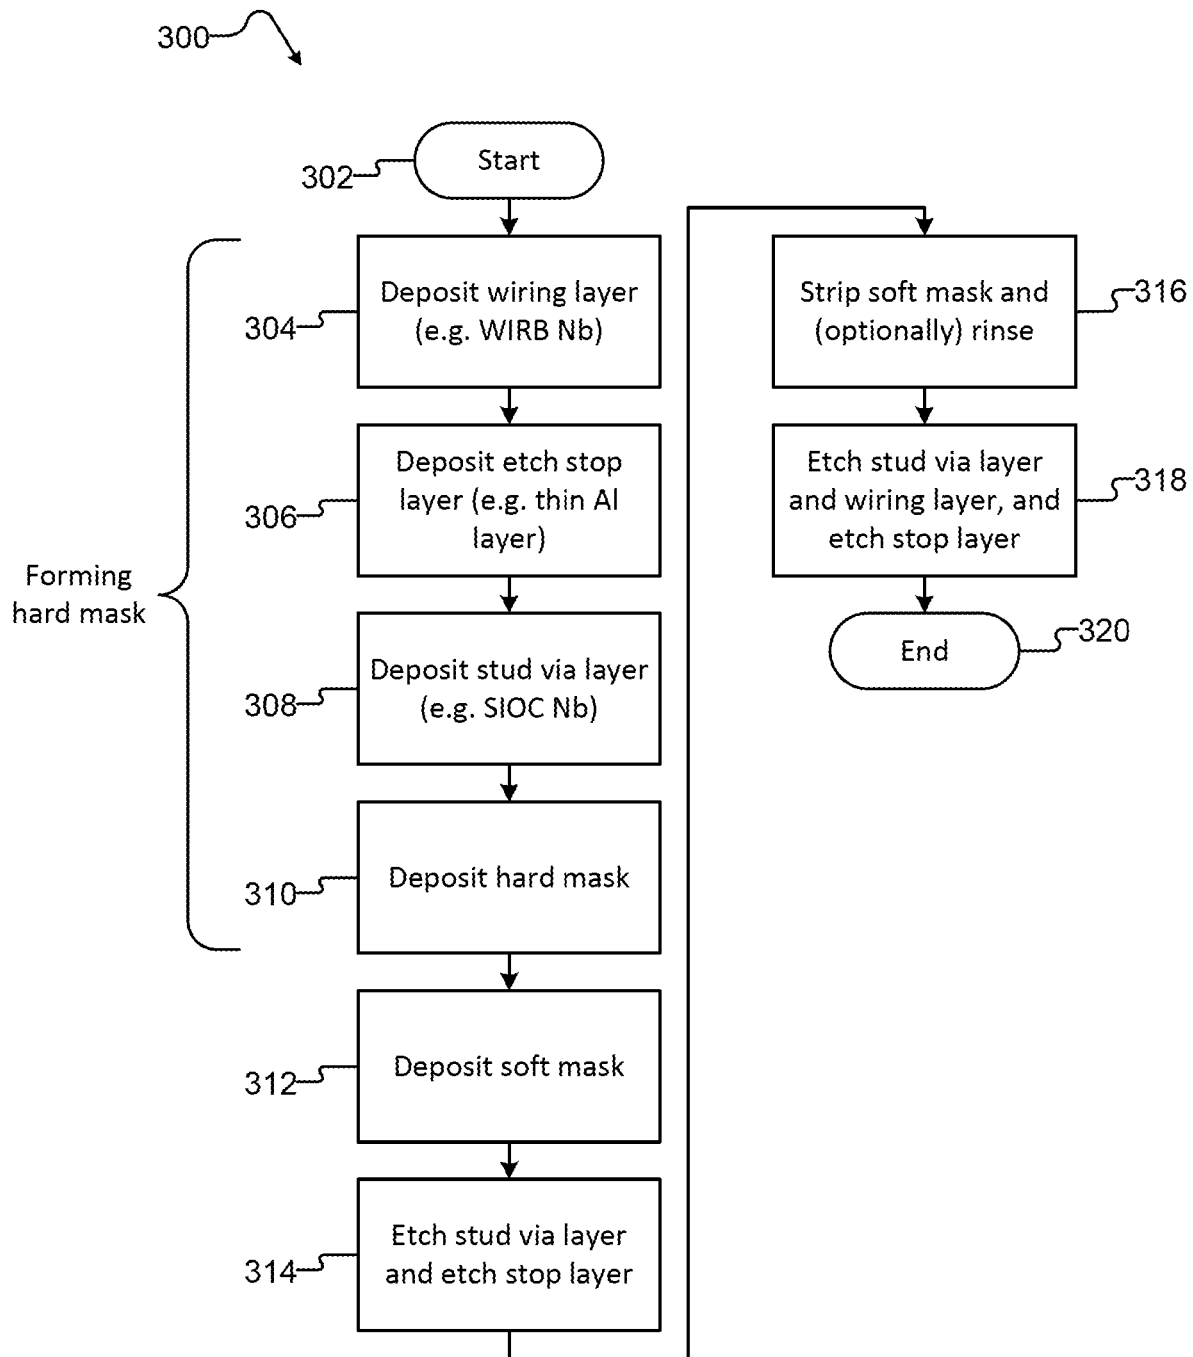 300
302
Start
304
Deposit wiring layer
(e.g. WIRB Nb)
306
Deposit etch stop
layer (e.g. thin Al
layer)
Forming
hard mask
308
Deposit stud via layer
(e.g. SIOC Nb)
310
Deposit hard mask
312
Deposit soft mask
314
Etch stud via layer
and etch stop layer
Strip soft mask and
(optionally) rinse
316
Etch stud via layer
and wiring layer, and
etch stop layer
318
End
320